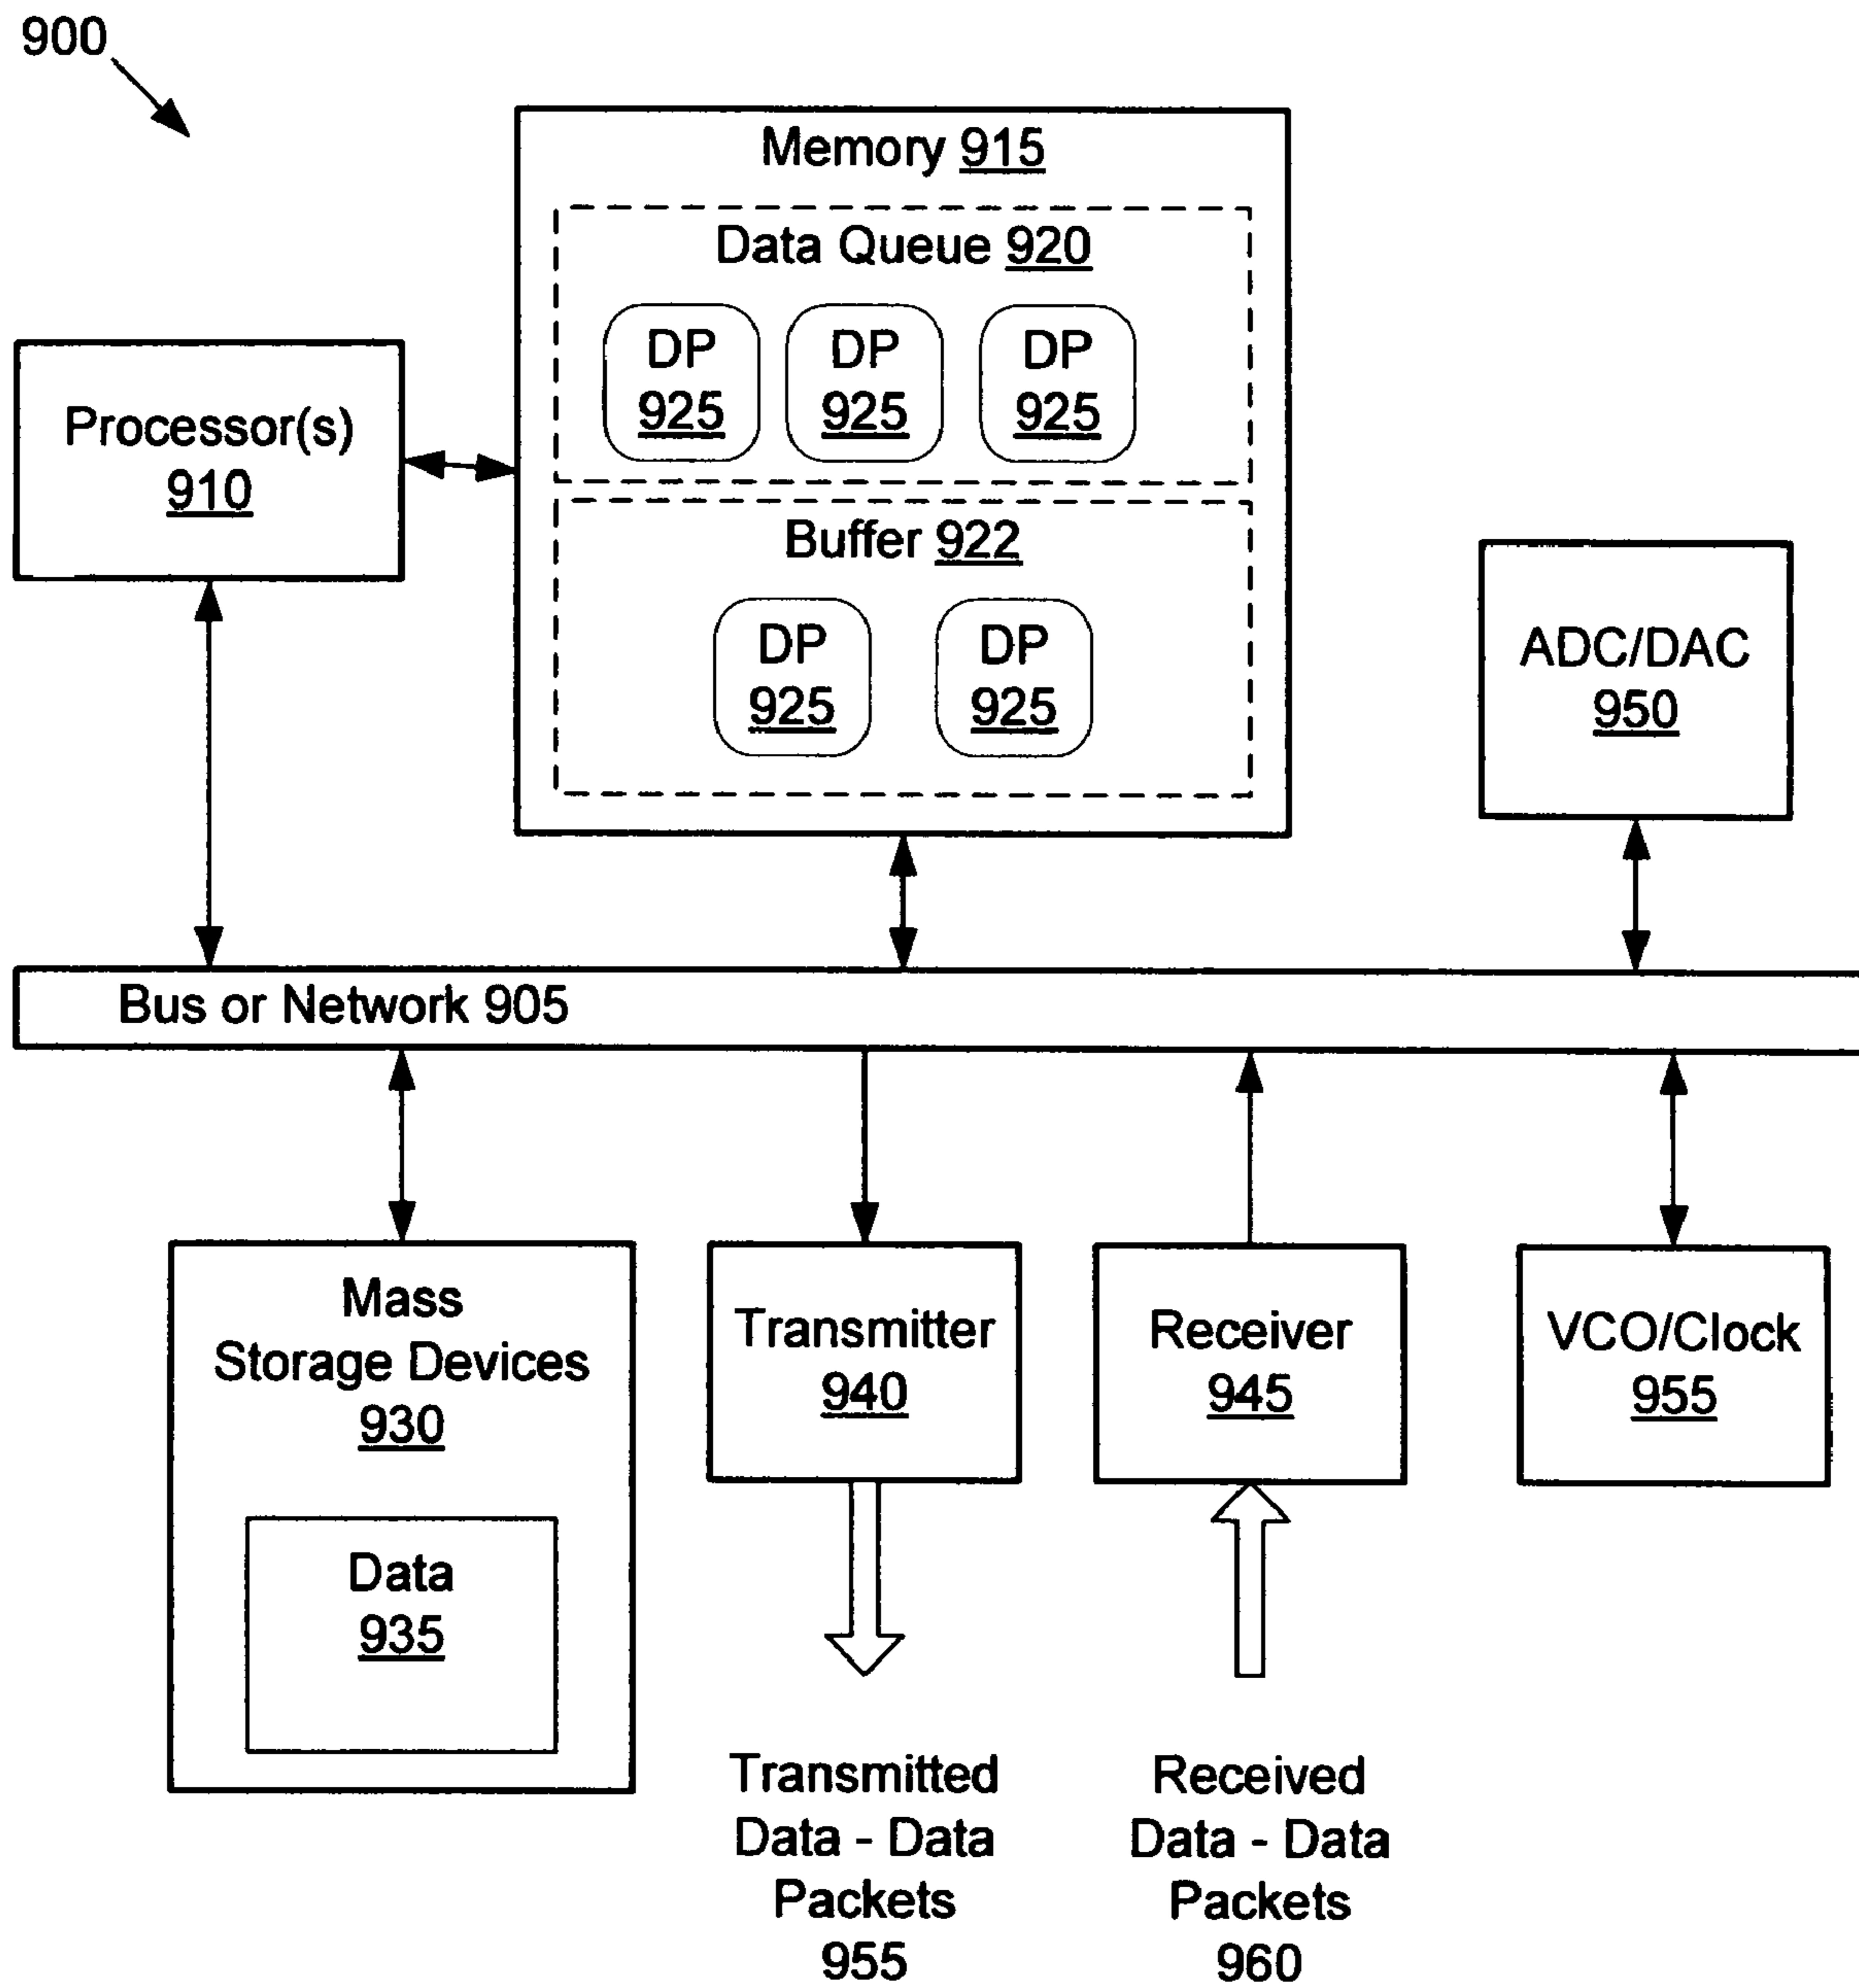 900
Memory 915
Data Queue 920
DP
925
DP
925
DP
925
Processor(s)
910
Buffer 922
DP
925
DP
925
ADC/DAC
950
Bus or Network 905
Mass
Storage Devices
930
Data
935
Transmitter
940
Receiver
945
VCO/Clock
955
Transmitted
Data - Data
Packets
955
Received
Data - Data
Packets
960